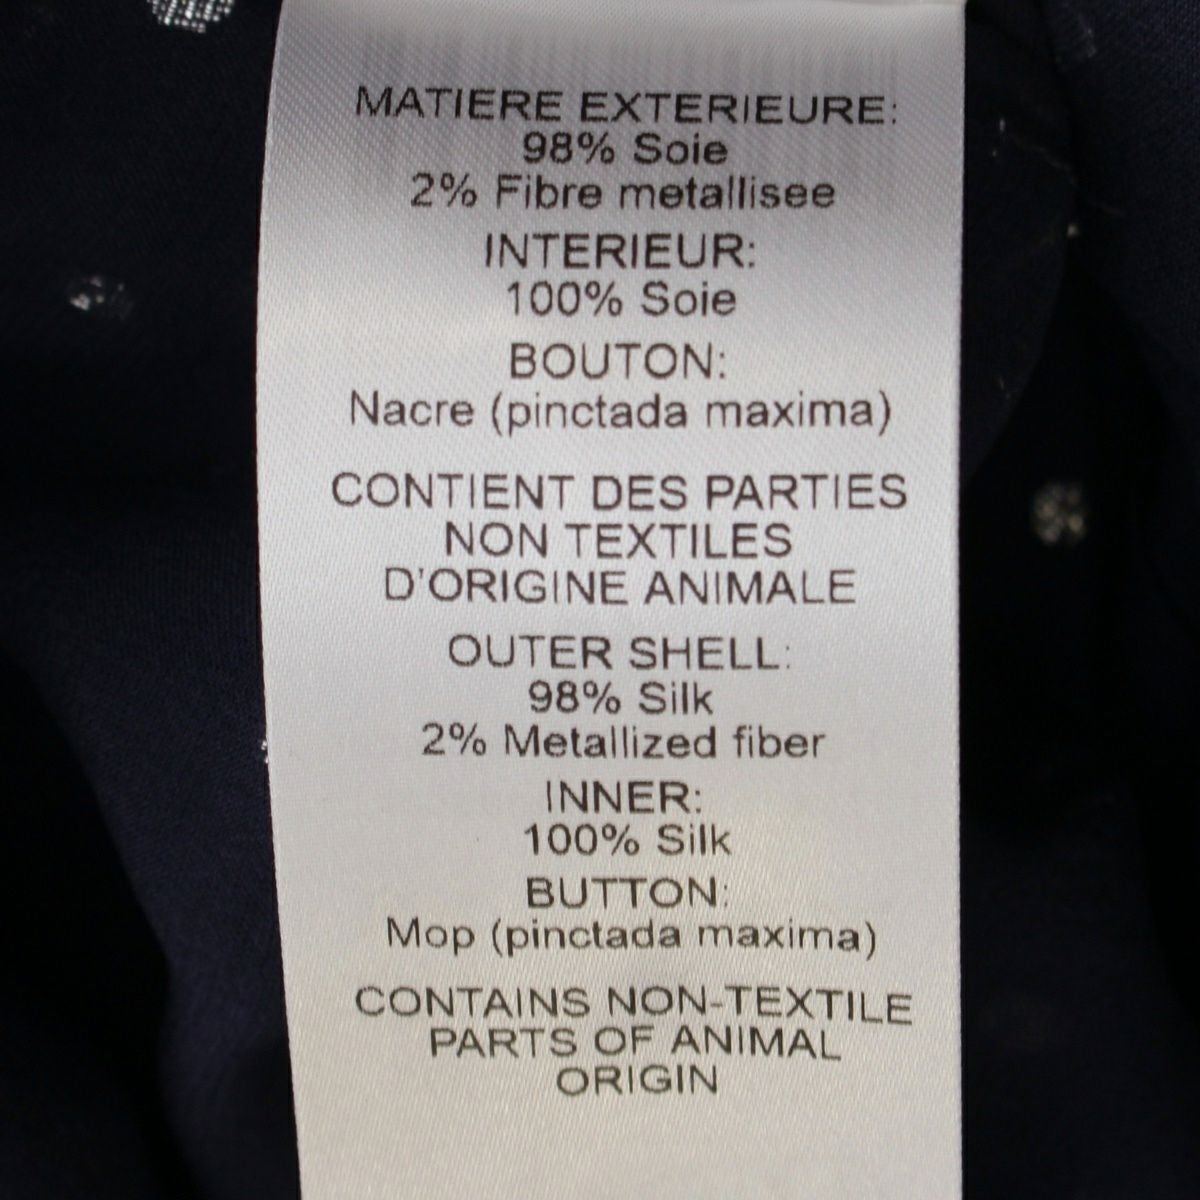 MATIERE EXTERIEURE:
98% Soie
2% Fibre metallisee
INTERIEUR:
100% Soie
BOUTON:
Nacre (pinctada maxima)
CONTIENT DES PARTIES
NON TEXTILES
D'ORIGINE ANIMALE
OUTER SHELL:
98% Silk
2% Metallized fiber
INNER:
100% Silk
BUTTON:
Mop (pinctada maxima)
CONTAINS NON-TEXTILE
PARTS OF ANIMAL
ORIGIN